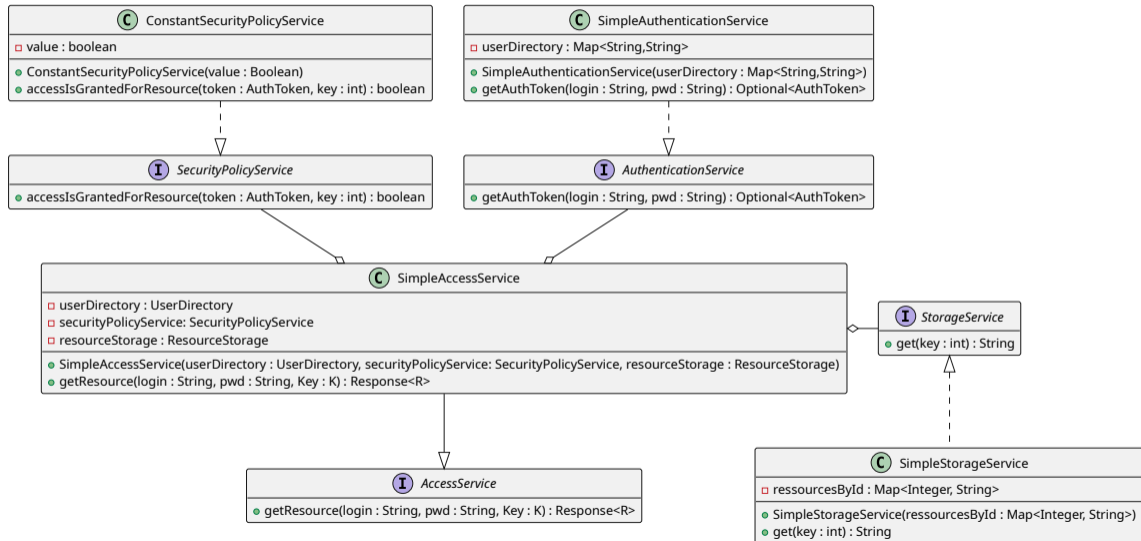 C ConstantSecurityPolicyService
value : boolean
ConstantSecurityPolicyService(value : Boolean)
accessIsGrantedForResource(token : AuthToken, key : int) : boolean
C SimpleAuthenticationService
userDirectory : Map<String,String>
SimpleAuthenticationService(userDirectory : Map<String,String>)
getAuthToken(login : String, pwd : String) : Optional<AuthToken>
I SecurityPolicyService
accessIsGrantedForResource(token : AuthToken, key : int) : boolean
I AuthenticationService
getAuthToken(login : String, pwd : String) : Optional<AuthToken>
C SimpleAccessService
userDirectory : UserDirectory
securityPolicyService: SecurityPolicyService
resourceStorage : ResourceStorage
SimpleAccessService(userDirectory : UserDirectory, securityPolicyService: SecurityPolicyService, resourceStorage : ResourceStorage)
getResource(login : String, pwd : String, Key : K) : Response<R>
I StorageService
get(key : int) : String
I AccessService
getResource(login : String, pwd : String, Key : K) : Response<R>
C SimpleStorageService
ressourcesById : Map<Integer, String>
SimpleStorageService(ressourcesById : Map<Integer, String>)
get(key : int) : String